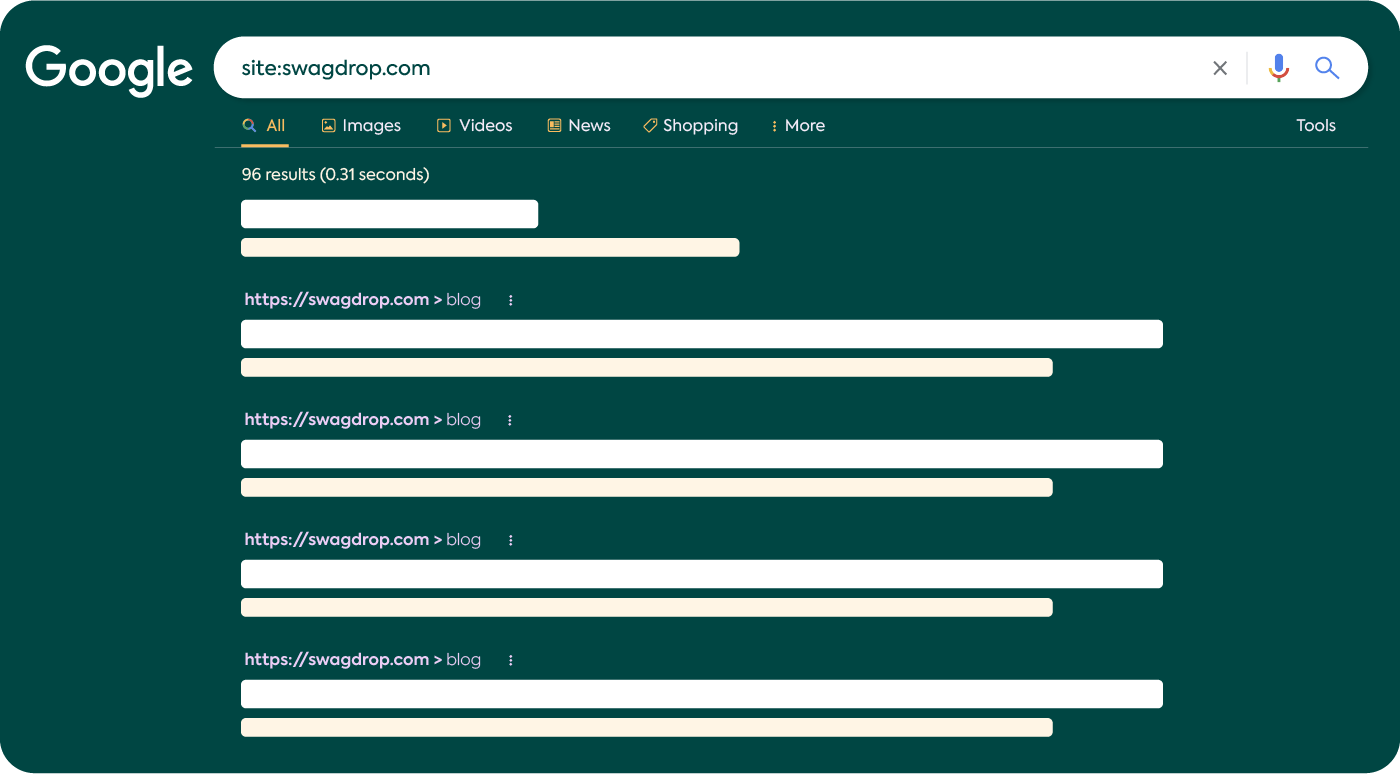 Google site:swagdrop.com
All Images Videos News Shopping More Tools
96 results (0.31 seconds)
https://swagdrop.com > blog
https://swagdrop.com > blog
https://swagdrop.com > blog
https://swagdrop.com > blog